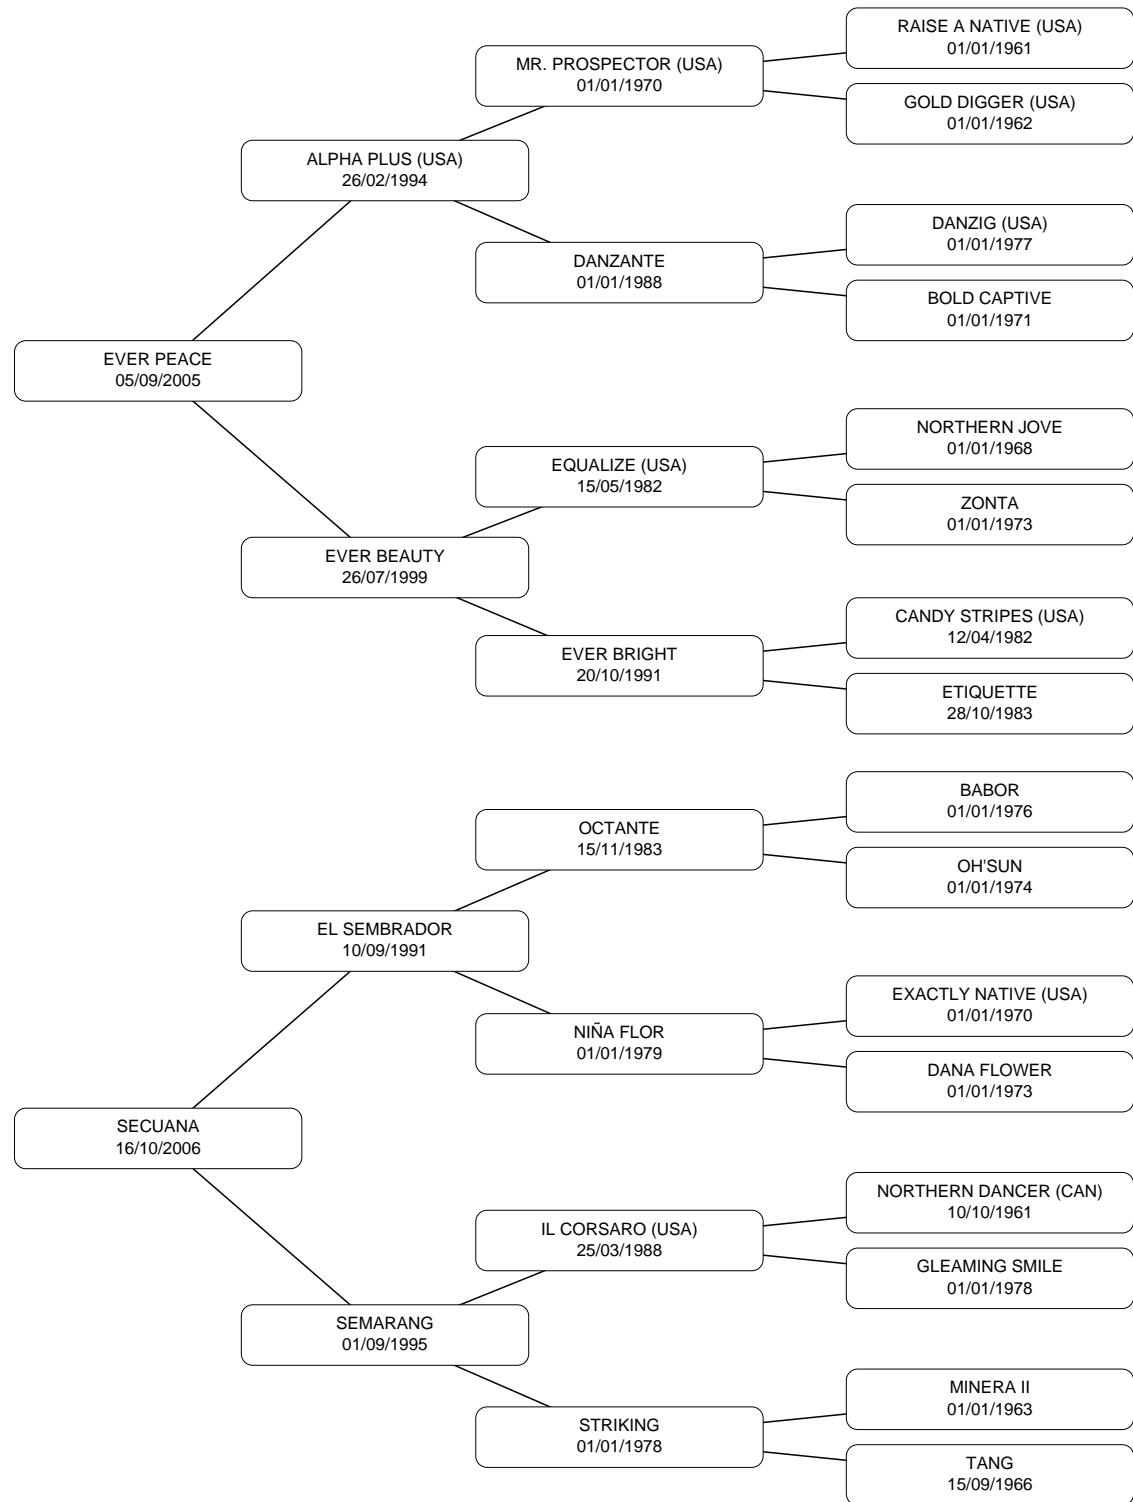 RAISE A NATIVE (USA)
01/01/1961
MR. PROSPECTOR (USA)
01/01/1970
GOLD DIGGER (USA)
01/01/1962
ALPHA PLUS (USA)
26/02/1994
DANZIG (USA)
01/01/1977
DANZANTE
01/01/1988
BOLD CAPTIVE
01/01/1971
EVER PEACE
05/09/2005
NORTHERN JOVE
01/01/1968
EQUALIZE (USA)
15/05/1982
ZONTA
01/01/1973
EVER BEAUTY
26/07/1999
CANDY STRIPES (USA)
12/04/1982
EVER BRIGHT
20/10/1991
ETIQUETTE
28/10/1983
BABOR
01/01/1976
OCTANTE
15/11/1983
OH'SUN
01/01/1974
EL SEMBRADOR
10/09/1991
EXACTLY NATIVE (USA)
01/01/1970
NIÑA FLOR
01/01/1979
DANA FLOWER
01/01/1973
SECUANA
16/10/2006
NORTHERN DANCER (CAN)
10/10/1961
IL CORSARO (USA)
25/03/1988
GLEAMING SMILE
01/01/1978
SEMARANG
01/09/1995
MINERA II
01/01/1963
STRIKING
01/01/1978
TANG
15/09/1966